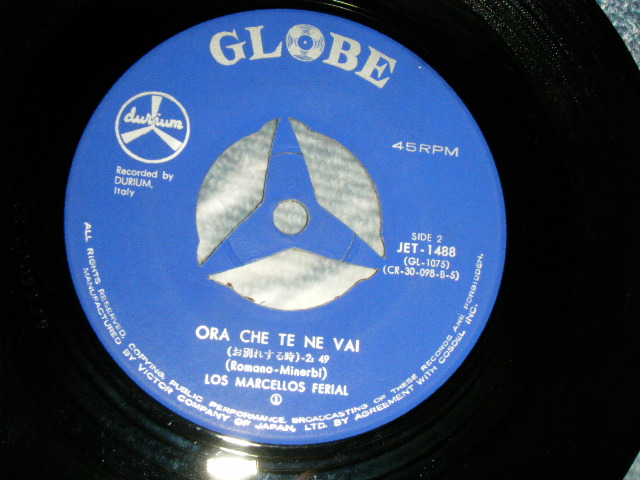 GLOBE
durium
Recorded by
DURIUM,
Italy
45RPM
SIDE 2
JET-1488
(GL-1075)
(CR-30-098-B-5)
ORA CHE TE NE VAI
(お別れする時)-2:49
(Romano-Minerbi)
LOS MARCELLOS FERIAL
ALL RIGHTS RESERVED. COPYING, PUBLIC PERFORMANCE, BROADCASTING OF THESE RECORDS ARE FORBIDDEN.
MANUFACTURED BY VICTOR COMPANY OF JAPAN, LTD. BY AGREEMENT WITH COSDEL INC.